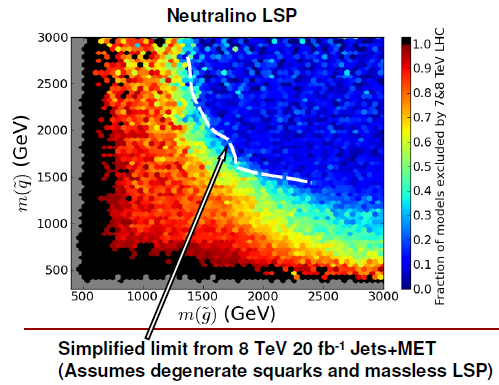 Neutralino LSP
3000
2500
2000
1500
1000
500
m(q̃) (GeV)
500 1000 1500 2000 2500 3000
m(g̃) (GeV)
1.0
0.9
0.8
0.7
0.6
0.5
0.4
0.3
0.2
0.1
0.0
Fraction of models excluded by 7&8 TeV LHC
Simplified limit from 8 TeV 20 fb⁻¹ Jets+MET
(Assumes degenerate squarks and massless LSP)